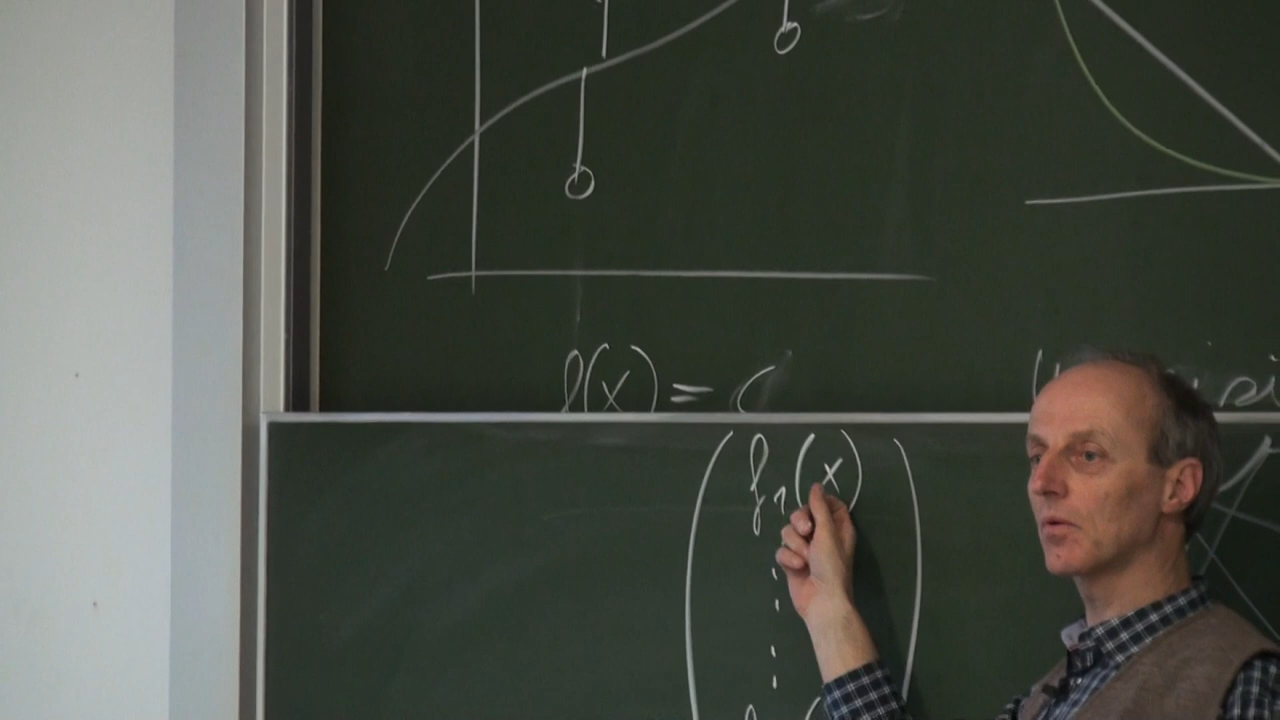 f(x) = c
f₁(x)